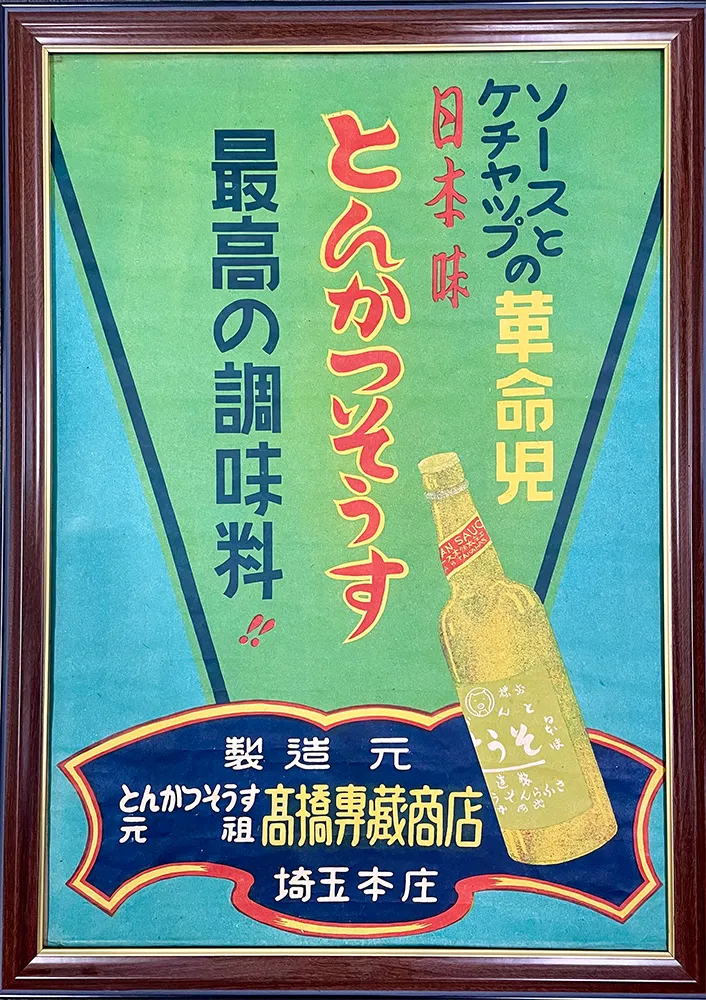 ソースと
ケチャップの
革命児
日本味
とんかつそうす
最高の調味料!!
製造元
とんかつそうす
元祖
髙橋専藏商店
埼玉本庄